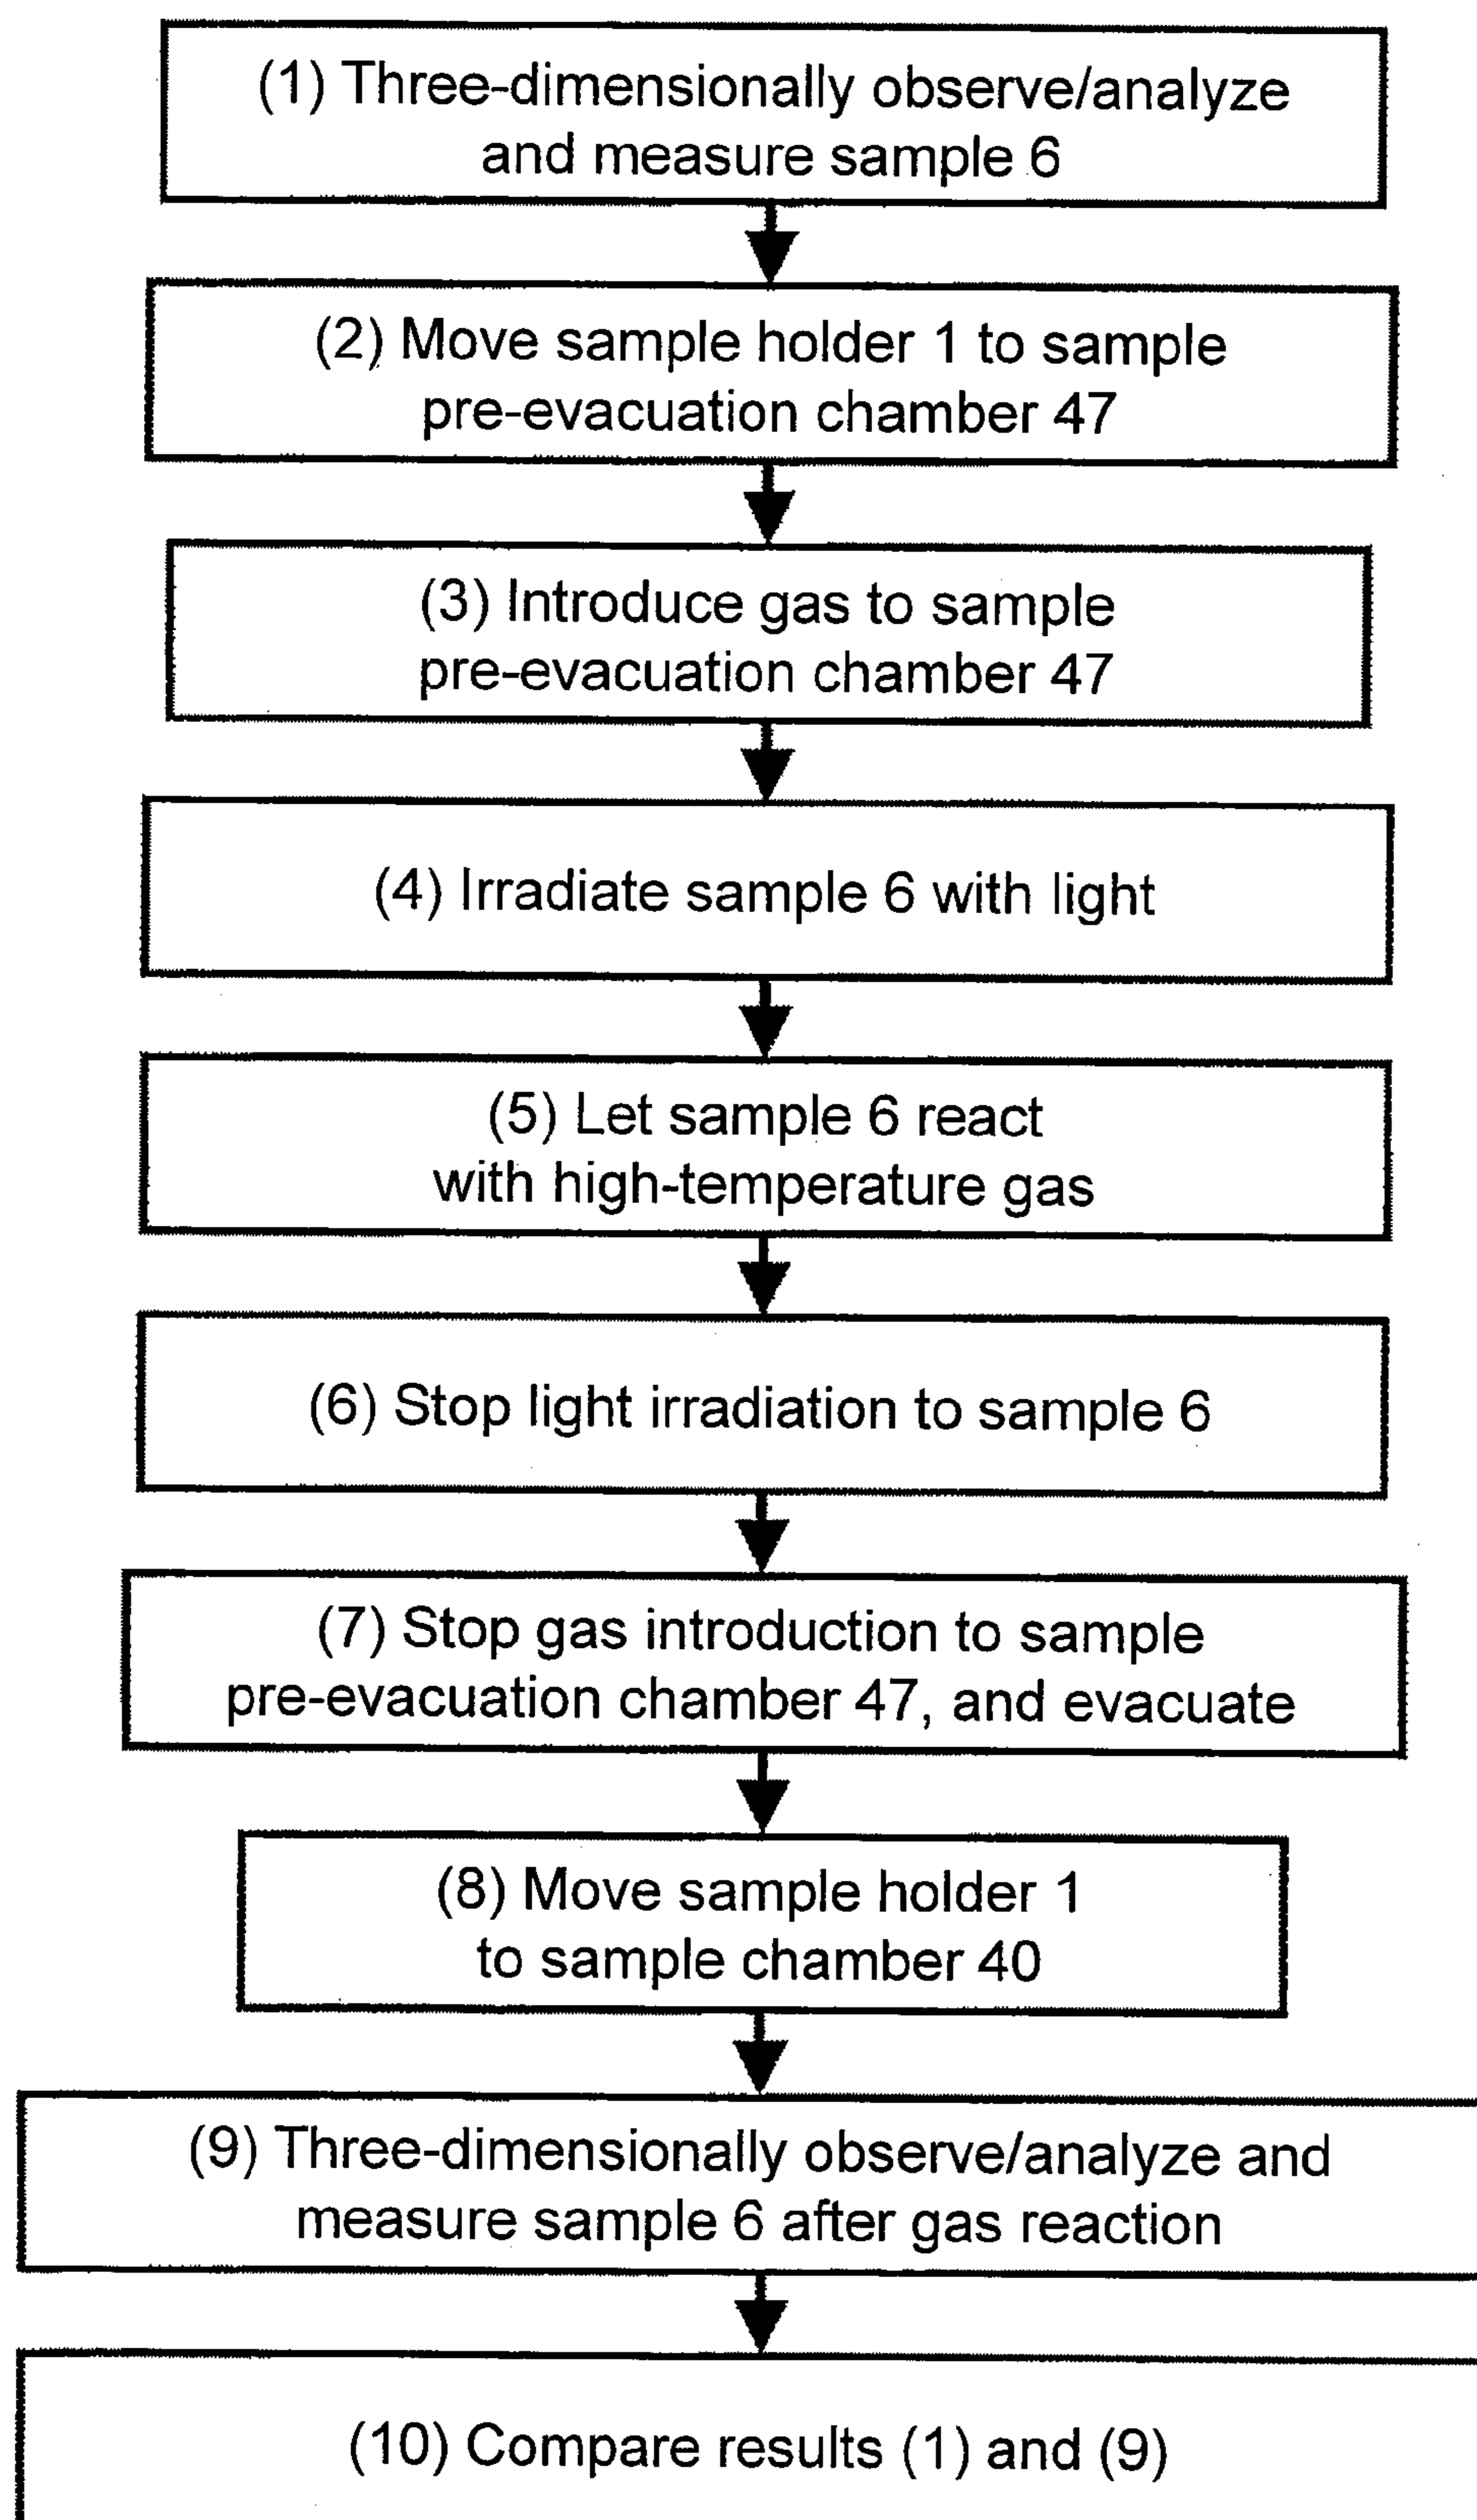 (1) Three-dimensionally observe/analyze
and measure sample 6
(2) Move sample holder 1 to sample
pre-evacuation chamber 47
(3) Introduce gas to sample
pre-evacuation chamber 47
(4) Irradiate sample 6 with light
(5) Let sample 6 react
with high-temperature gas
(6) Stop light irradiation to sample 6
(7) Stop gas introduction to sample
pre-evacuation chamber 47, and evacuate
(8) Move sample holder 1
to sample chamber 40
(9) Three-dimensionally observe/analyze and
measure sample 6 after gas reaction
(10) Compare results (1) and (9)